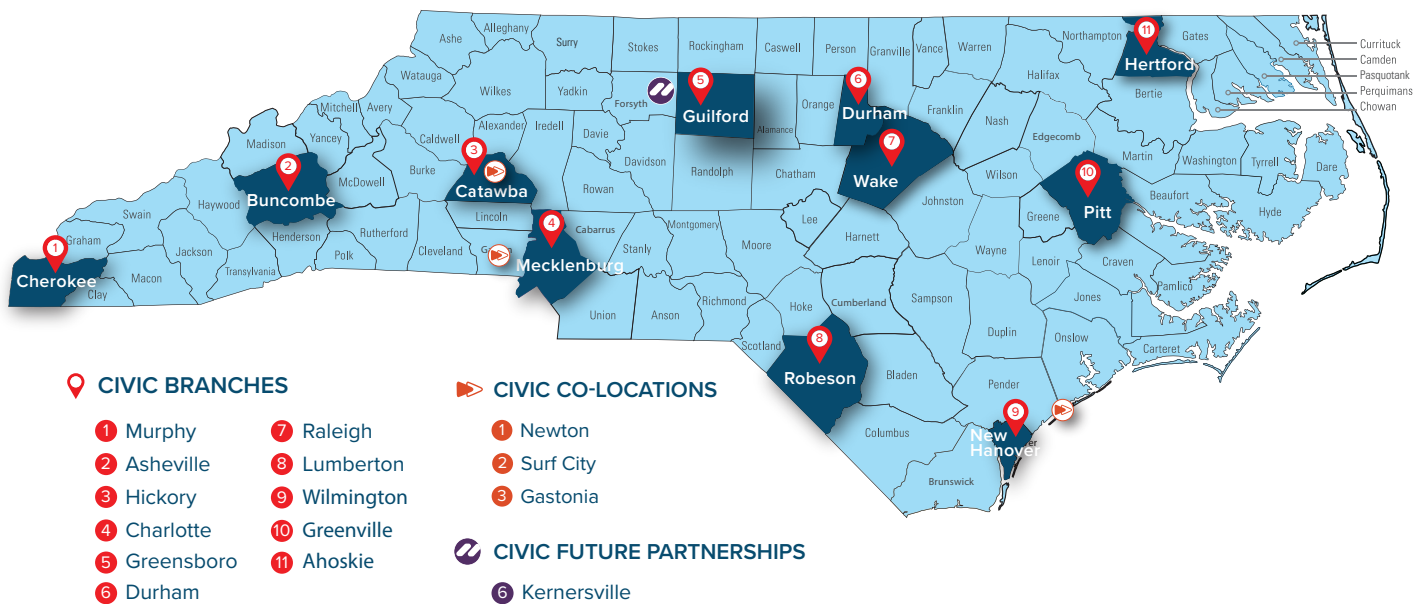 Currituck
Camden
Pasquotank
Perquimans
Chowan
Ashe
Alleghany
Surry
Stokes
Rockingham
Caswell
Person
Granville
Vance
Warren
Northampton
11
Hertford
Gates
Bertie
Halifax
Watauga
Wilkes
Yadkin
Forsyth
5
Guilford
Alamance
Orange
6
Durham
Franklin
Nash
Edgecomb
Martin
Washington
Tyrrell
Dare
Mitchell
Avery
Yancey
Madison
Caldwell
Alexander
Iredell
Davie
Davidson
Randolph
Chatham
7
Wake
Wilson
10
Pitt
Beaufort
Hyde
2
Buncombe
McDowell
Burke
3
Catawba
Rowan
Johnston
Greene
Haywood
Swain
Graham
1
Cherokee
Clay
Macon
Jackson
Transylvania
Henderson
Polk
Rutherford
Cleveland
Lincoln
4
Mecklenburg
Cabarrus
Stanly
Montgomery
Moore
Lee
Harnett
Wayne
Lenoir
Craven
Pamlico
Jones
Carteret
Onslow
Duplin
Sampson
Cumberland
Hoke
Richmond
Anson
Union
Scotland
8
Robeson
Bladen
Columbus
Pender
9
New
Hanover
Brunswick
CIVIC BRANCHES
1 Murphy
2 Asheville
3 Hickory
4 Charlotte
5 Greensboro
6 Durham
7 Raleigh
8 Lumberton
9 Wilmington
10 Greenville
11 Ahoskie
CIVIC CO-LOCATIONS
1 Newton
2 Surf City
3 Gastonia
CIVIC FUTURE PARTNERSHIPS
6 Kernersville